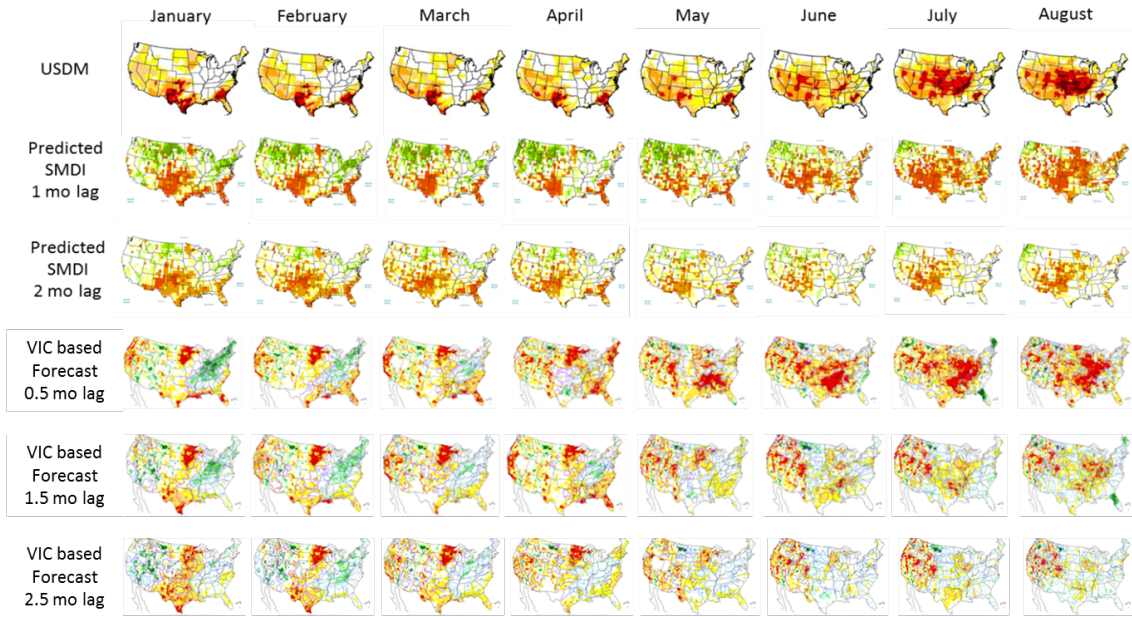 January February March April May June July August
USDM
Predicted
SMDI
1 mo lag
Predicted
SMDI
2 mo lag
VIC based
Forecast
0.5 mo lag
VIC based
Forecast
1.5 mo lag
VIC based
Forecast
2.5 mo lag